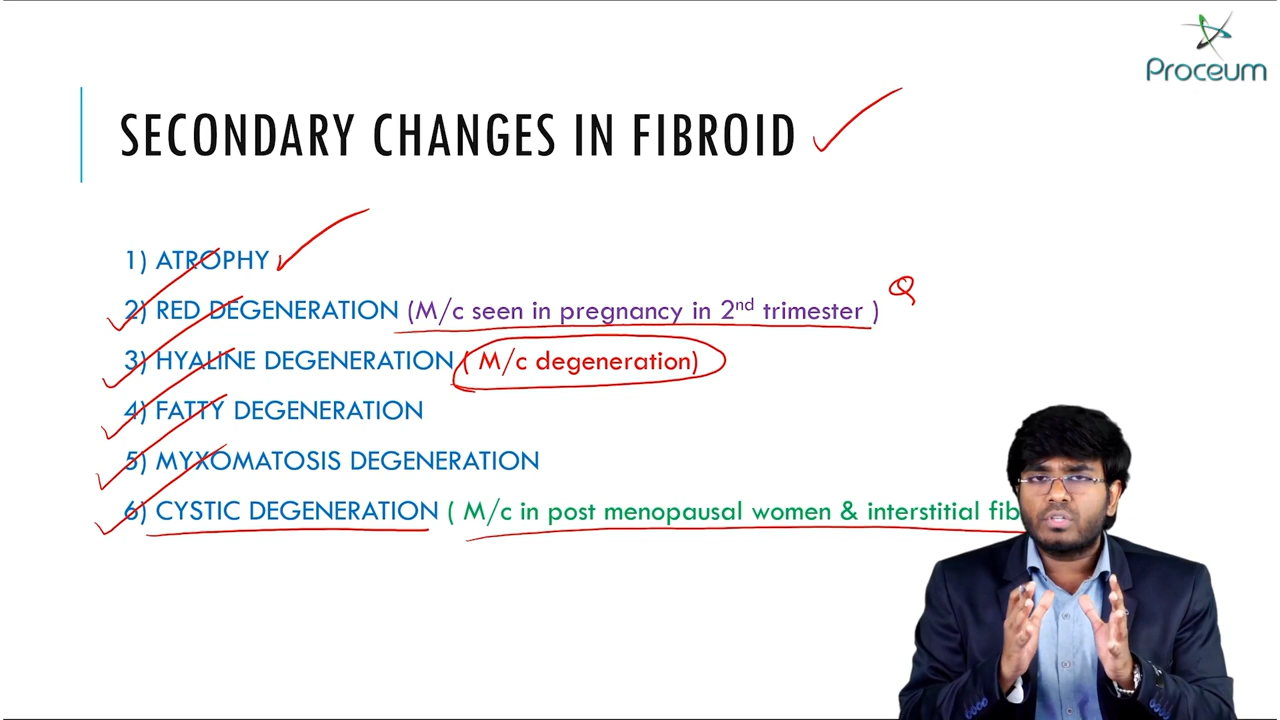 Proceum
SECONDARY CHANGES IN FIBROID
1) ATROPHY
Q
2) RED DEGENERATION (M/c seen in pregnancy in 2nd trimester )
3) HYALINE DEGENERATION ( M/c degeneration)
4) FATTY DEGENERATION
5) MYXOMATOSIS DEGENERATION
6) CYSTIC DEGENERATION ( M/c in post menopausal women & interstitial fib